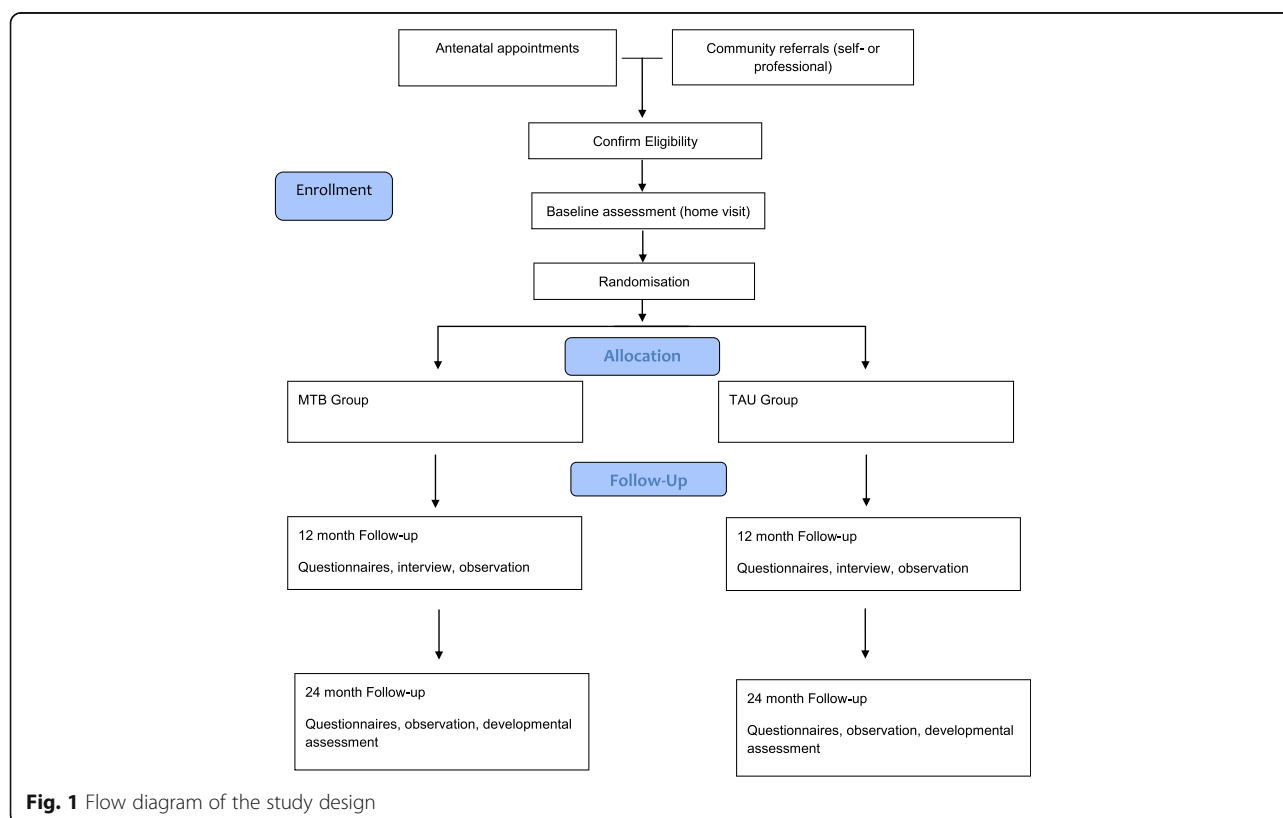 Antenatal appointments
Community referrals (self- or
professional)
Confirm Eligibility
Enrollment
Baseline assessment (home visit)
Randomisation
Allocation
MTB Group
TAU Group
Follow-Up
12 month Follow-up
Questionnaires, interview, observation
12 month Follow-up
Questionnaires, interview, observation
24 month Follow-up
Questionnaires, observation, developmental
assessment
24 month Follow-up
Questionnaires, observation, developmental
assessment
Fig. 1 Flow diagram of the study design